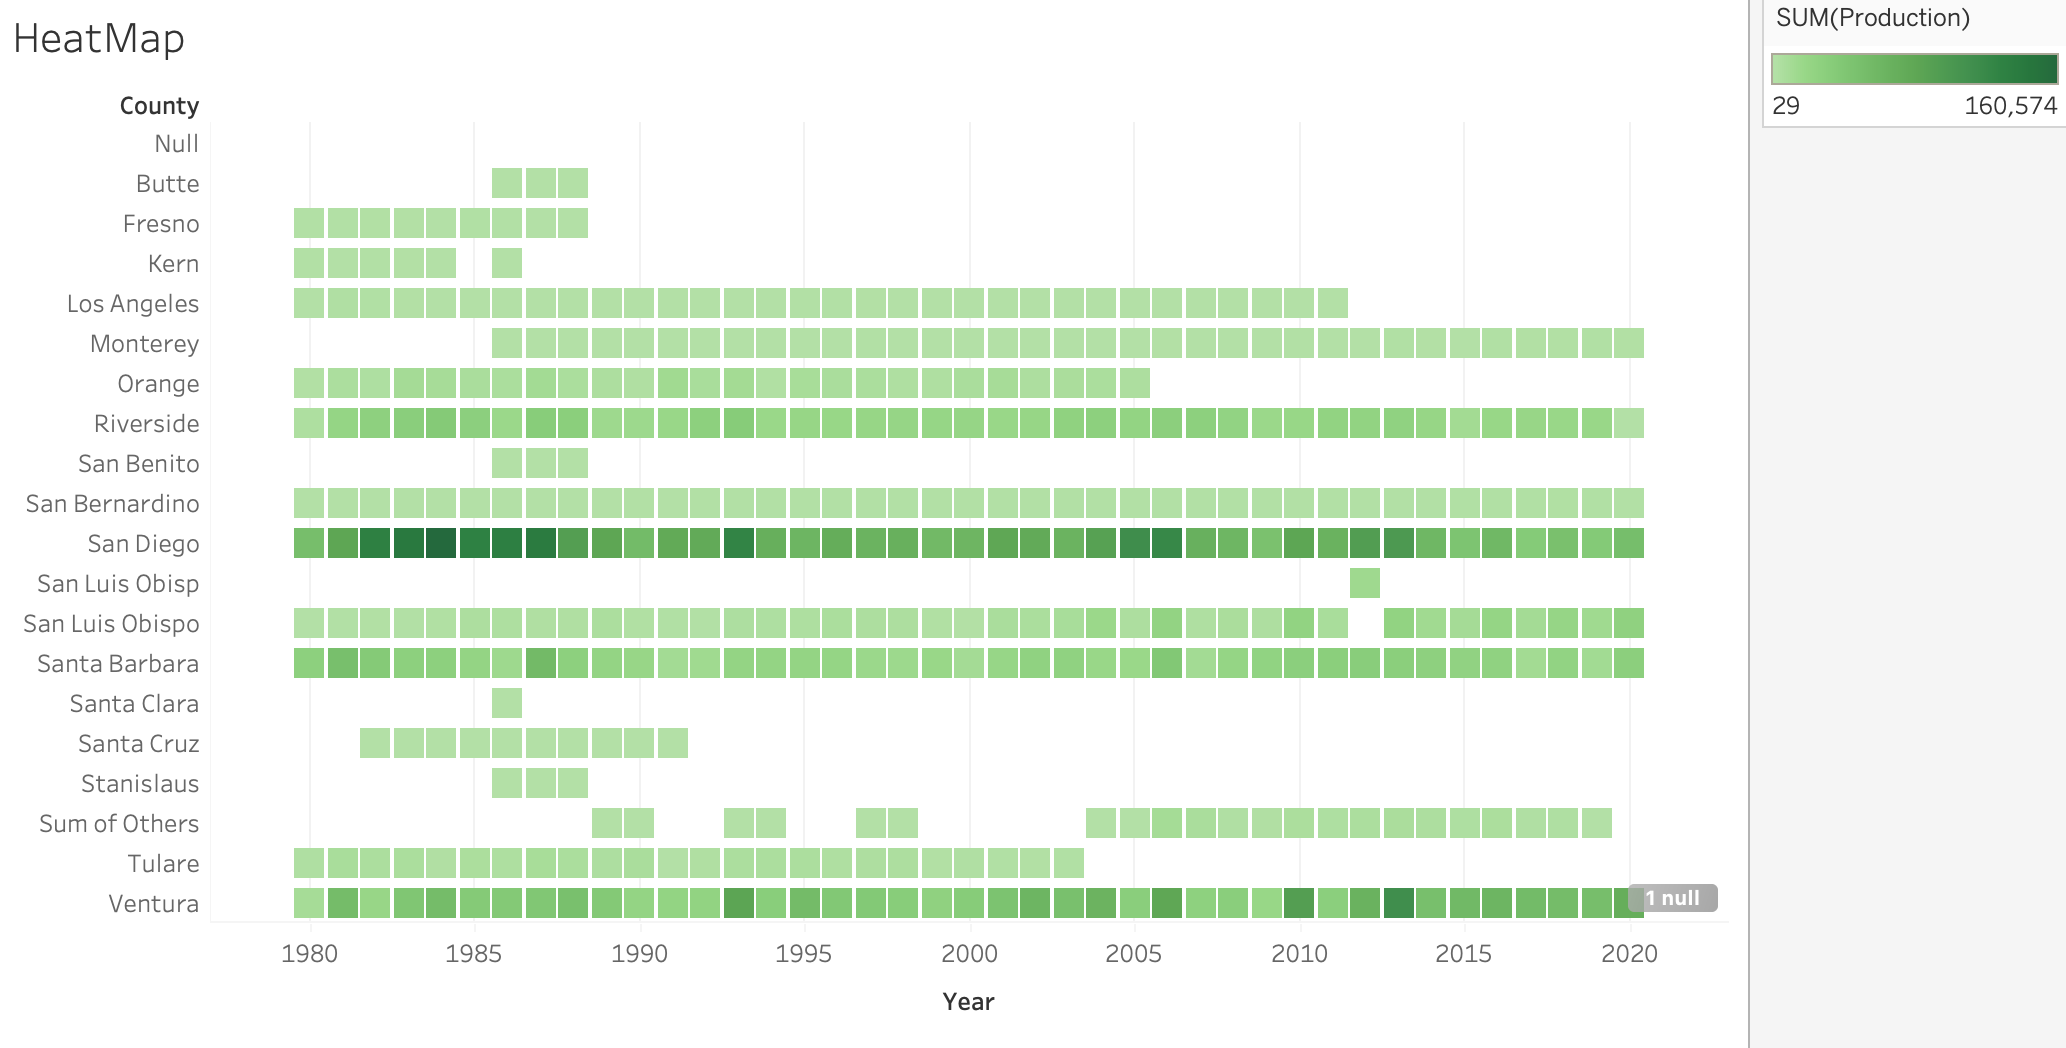 HeatMap
SUM(Production)
29 160,574
County
Null
Butte
Fresno
Kern
Los Angeles
Monterey
Orange
Riverside
San Benito
San Bernardino
San Diego
San Luis Obisp
San Luis Obispo
Santa Barbara
Santa Clara
Santa Cruz
Stanislaus
Sum of Others
Tulare
Ventura
1 null
1980 1985 1990 1995 2000 2005 2010 2015 2020
Year